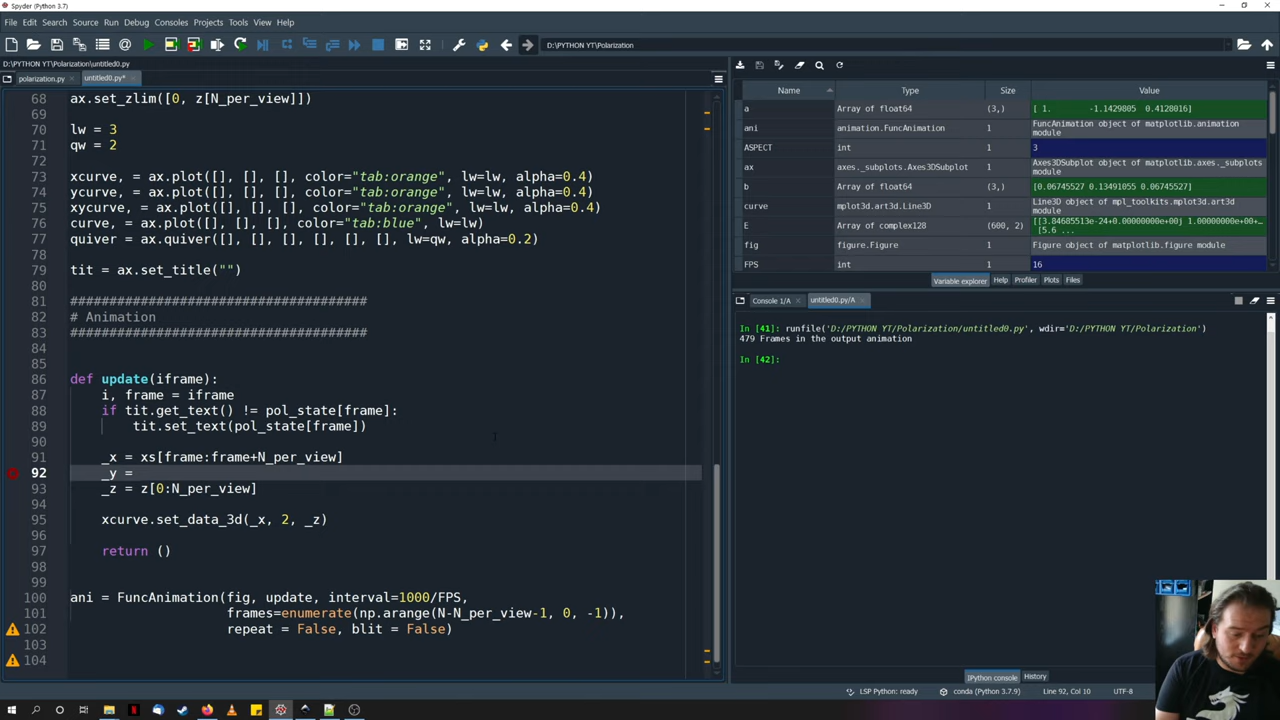 Spyder (Python 3.7)
File Edit Search Source Run Debug Consoles Projects Tools View Help
D:\PYTHON YT\Polarization
D:\PYTHON YT\Polarization\untitled0.py
polarization.py untitled0.py*
68 ax.set_zlim([0, z[N_per_view]])
69
70 lw = 3
71 qw = 2
72
73 xcurve, = ax.plot([], [], [], color="tab:orange", lw=lw, alpha=0.4)
74 ycurve, = ax.plot([], [], [], color="tab:orange", lw=lw, alpha=0.4)
75 xycurve, = ax.plot([], [], [], color="tab:orange", lw=lw, alpha=0.4)
76 curve, = ax.plot([], [], [], color="tab:blue", lw=lw)
77 quiver = ax.quiver([], [], [], [], [], [], lw=qw, alpha=0.2)
78
79 tit = ax.set_title("")
80
81 ######################################
82 # Animation
83 ######################################
84
85
86 def update(iframe):
87 i, frame = iframe
88 if tit.get_text() != pol_state[frame]:
89 tit.set_text(pol_state[frame])
90
91 _x = xs[frame:frame+N_per_view]
92 _y =
93 _z = z[0:N_per_view]
94
95 xcurve.set_data_3d(_x, 2, _z)
96
97 return ()
98
99
100 ani = FuncAnimation(fig, update, interval=1000/FPS,
101 frames=enumerate(np.arange(N-N_per_view-1, 0, -1)),
102 repeat = False, blit = False)
103
104
Name Type Size Value
a Array of float64 (3,) [ 1. -1.1429805 0.4128016]
ani animation.FuncAnimation 1 FuncAnimation object of matplotlib.animation module
ASPECT int 1 3
ax axes._subplots.Axes3DSubplot 1 Axes3DSubplot object of matplotlib.axes._subplots module
b Array of float64 (3,) [0.06745527 0.13491055 0.06745527]
curve mplot3d.art3d.Line3D 1 Line3D object of mpl_toolkits.mplot3d.art3d module
E Array of complex128 (600, 2) [[3.84685513e-24+0.00000000e+00j 1.00000000e+00+…
[5.6 ...
fig figure.Figure 1 Figure object of matplotlib.figure module
FPS int 1 16
Variable explorer Help Profiler Plots Files
Console 1/A untitled0.py/A
In [41]: runfile('D:/PYTHON YT/Polarization/untitled0.py', wdir='D:/PYTHON YT/Polarization')
479 Frames in the output animation
In [42]:
IPython console History
LSP Python: ready conda (Python 3.7.9) Line 92, Col 10 UTF-8